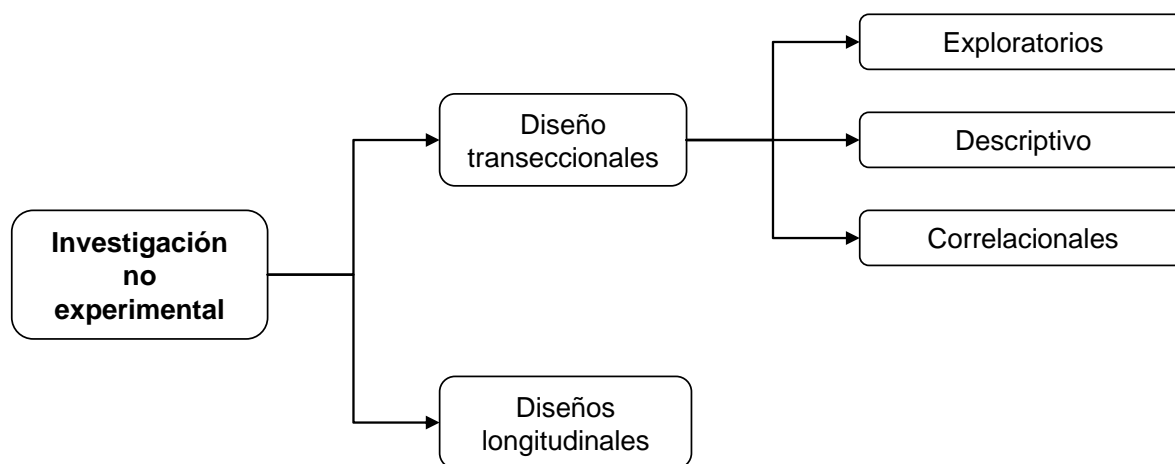 Investigación
no
experimental
Diseño
transeccionales
Exploratorios
Descriptivo
Correlacionales
Diseños
longitudinales